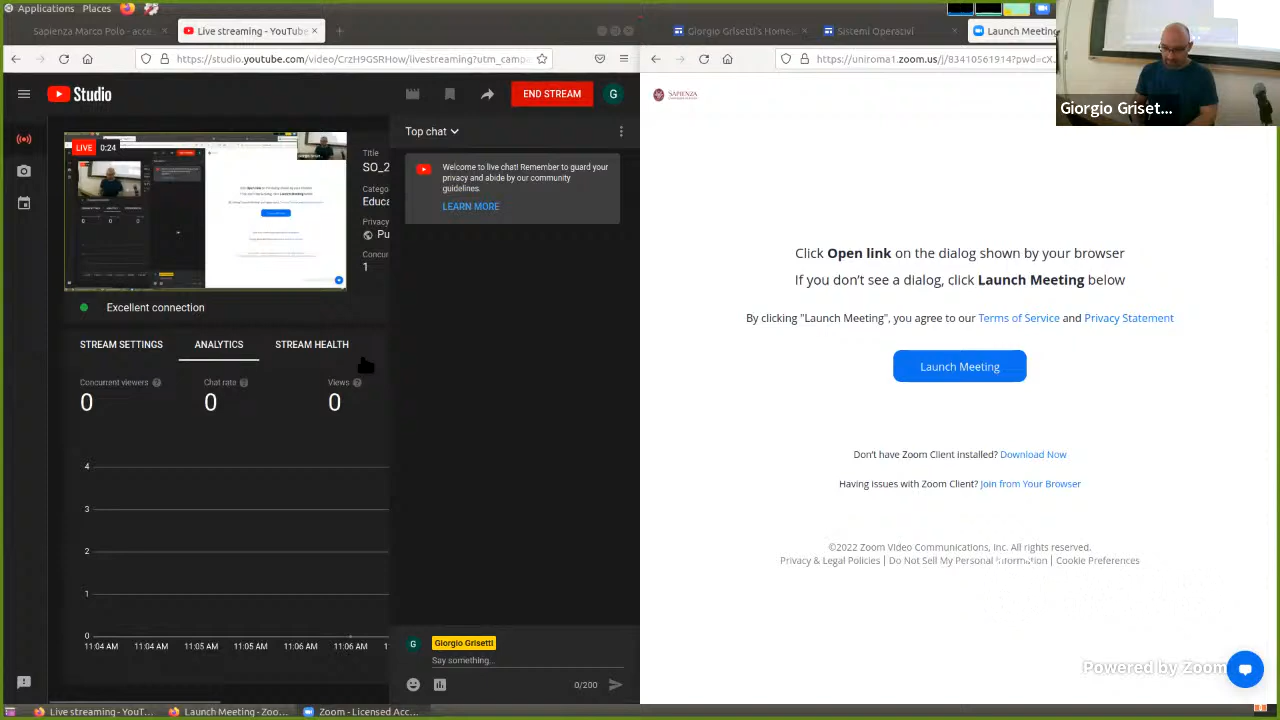 Applications Places
Sapienza Marco Polo - acce
Live streaming - YouTube
Giorgio Grisetti's Home
Sistemi Operativi
Launch Meeting
https://studio.youtube.com/video/CrzH9GSRHow/livestreaming?utm_camp
https://uniroma1.zoom.us/j/83410561914?pwd=cX
Giorgio Griset...
Studio
END STREAM
G
SAPIENZA
LIVE 0:24
Title
SO_2
Catego
Educa
Privacy
Pu
Concur
1
Excellent connection
STREAM SETTINGS
ANALYTICS
STREAM HEALTH
Concurrent viewers
0
Chat rate
0
Views
0
4
3
2
1
0
11:04 AM 11:04 AM 11:05 AM 11:05 AM 11:06 AM 11:06 AM 1
Top chat
Welcome to live chat! Remember to guard your
privacy and abide by our community
guidelines.
LEARN MORE
G
Giorgio Grisetti
Say something...
0/200
Click Open link on the dialog shown by your browser
If you don't see a dialog, click Launch Meeting below
By clicking "Launch Meeting", you agree to our Terms of Service and Privacy Statement
Launch Meeting
Don't have Zoom Client installed? Download Now
Having issues with Zoom Client? Join from Your Browser
©2022 Zoom Video Communications, Inc. All rights reserved.
Privacy & Legal Policies | Do Not Sell My Personal Information | Cookie Preferences
Powered by Zoom
Live streaming - YouT...
Launch Meeting - Zoo...
Zoom - Licensed Acc...